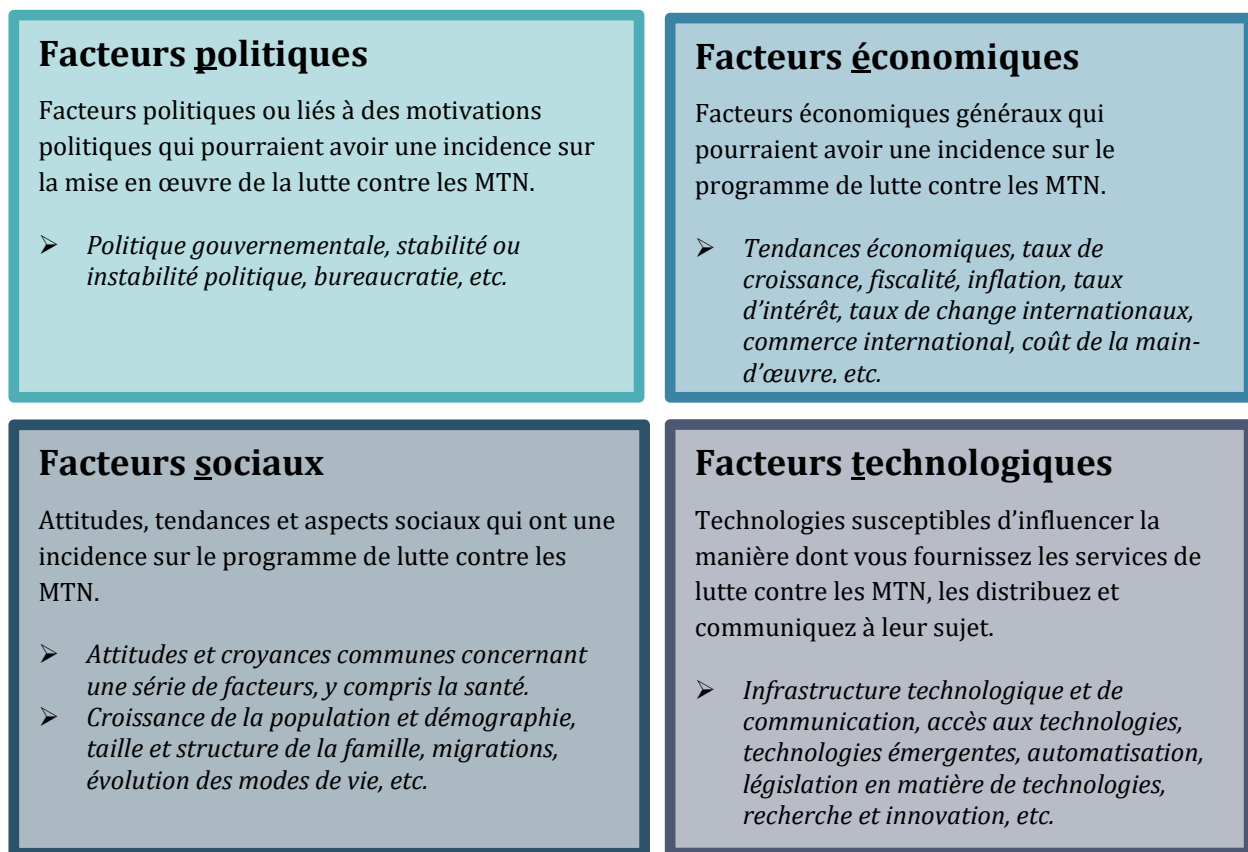 Facteurs politiques
Facteurs politiques ou liés à des motivations
politiques qui pourraient avoir une incidence sur
la mise en œuvre de la lutte contre les MTN.
➢ Politique gouvernementale, stabilité ou
instabilité politique, bureaucratie, etc.
Facteurs économiques
Facteurs économiques généraux qui
pourraient avoir une incidence sur le
programme de lutte contre les MTN.
➢ Tendances économiques, taux de
croissance, fiscalité, inflation, taux
d’intérêt, taux de change internationaux,
commerce international, coût de la main-
d’œuvre, etc.
Facteurs sociaux
Attitudes, tendances et aspects sociaux qui ont une
incidence sur le programme de lutte contre les
MTN.
➢ Attitudes et croyances communes concernant
une série de facteurs, y compris la santé.
➢ Croissance de la population et démographie,
taille et structure de la famille, migrations,
évolution des modes de vie, etc.
Facteurs technologiques
Technologies susceptibles d’influencer la
manière dont vous fournissez les services de
lutte contre les MTN, les distribuez et
communiquez à leur sujet.
➢ Infrastructure technologique et de
communication, accès aux technologies,
technologies émergentes, automatisation,
législation en matière de technologies,
recherche et innovation, etc.